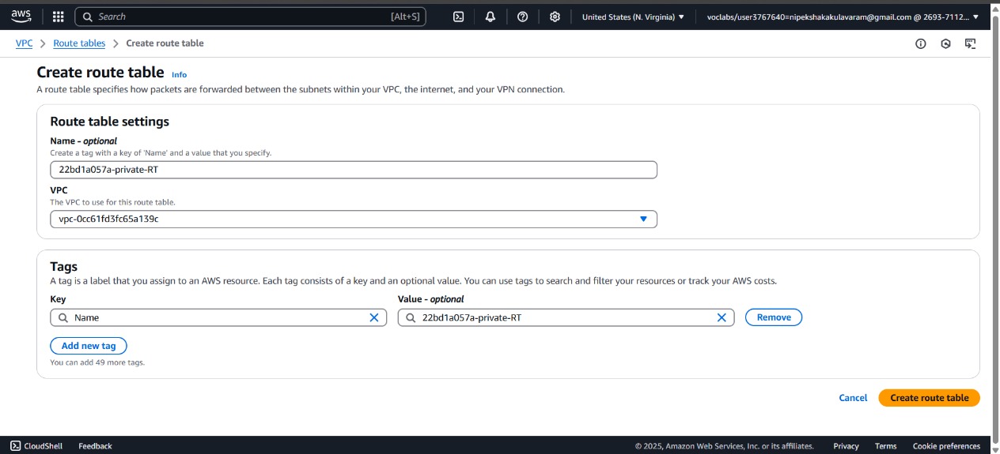 aws Search [Alt+S] United States (N. Virginia) voclabs/user3767640=nipekshakakulavaram@gmail.com @ 2693-7112...
VPC Route tables Create route table
Create route table Info
A route table specifies how packets are forwarded between the subnets within your VPC, the internet, and your VPN connection.
Route table settings
Name - optional
Create a tag with a key of 'Name' and a value that you specify.
22bd1a057a-private-RT
VPC
The VPC to use for this route table.
vpc-0cc61fd3fc65a139c
Tags
A tag is a label that you assign to an AWS resource. Each tag consists of a key and an optional value. You can use tags to search and filter your resources or track your AWS costs.
Key Value - optional
Name 22bd1a057a-private-RT Remove
Add new tag
You can add 49 more tags.
Cancel Create route table
CloudShell Feedback © 2025, Amazon Web Services, Inc. or its affiliates. Privacy Terms Cookie preferences